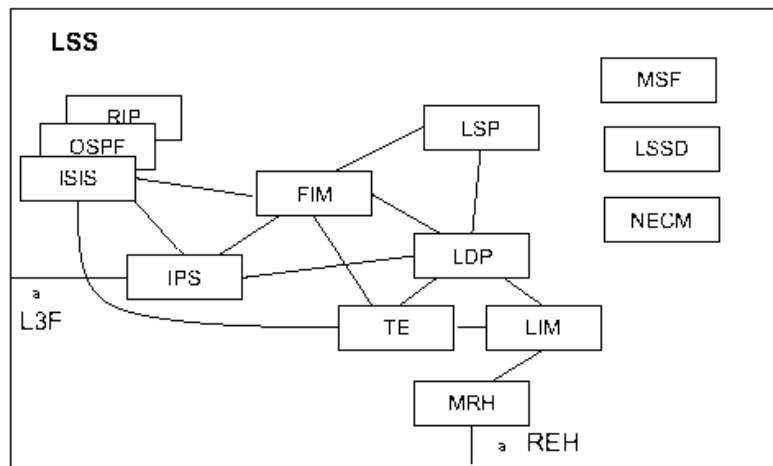 LSS
MSF
RIP
LSP
OSPF
LSSD
ISIS
FIM
NECM
LDP
IPS
a
L3F
TE
LIM
MRH
a
REH